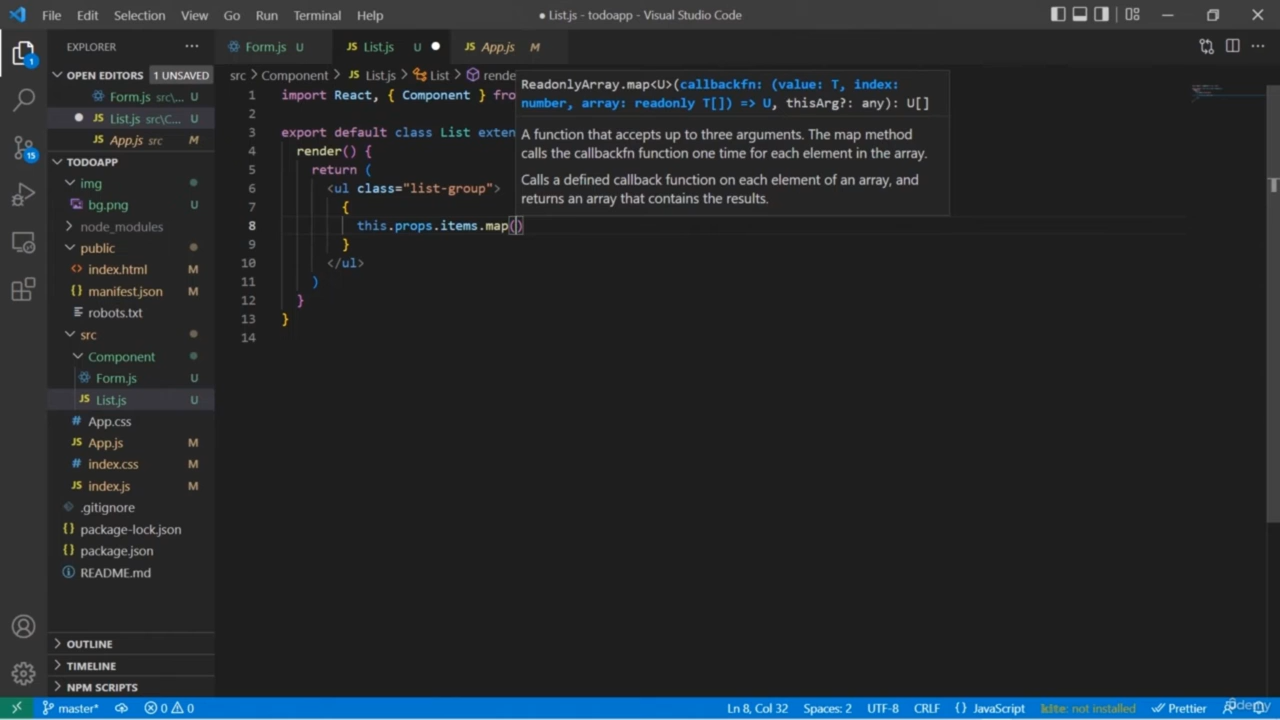 File Edit Selection View Go Run Terminal Help
● List.js - todoapp - Visual Studio Code
EXPLORER
OPEN EDITORS 1 UNSAVED
Form.js src\... U
List.js src\C... U
App.js src M
TODOAPP
img
bg.png U
node_modules
public
index.html M
manifest.json M
robots.txt
src
Component
Form.js U
List.js U
App.css
App.js M
index.css M
index.js M
.gitignore
package-lock.json
package.json
README.md
OUTLINE
TIMELINE
NPM SCRIPTS
1
15
Form.js U
List.js U
App.js M
src > Component > List.js > List > rende
1 import React, { Component } fro
2
3 export default class List exten
4 render() {
5 return (
6 <ul class="list-group">
7 {
8 this.props.items.map()
9 }
10 </ul>
11 )
12 }
13 }
14
ReadonlyArray.map<U>(callbackfn: (value: T, index:
number, array: readonly T[]) => U, thisArg?: any): U[]
A function that accepts up to three arguments. The map method
calls the callbackfn function one time for each element in the array.
Calls a defined callback function on each element of an array, and
returns an array that contains the results.
master* 0 0 Ln 8, Col 32 Spaces: 2 UTF-8 CRLF {} JavaScript kite: not installed Prettier
Udemy